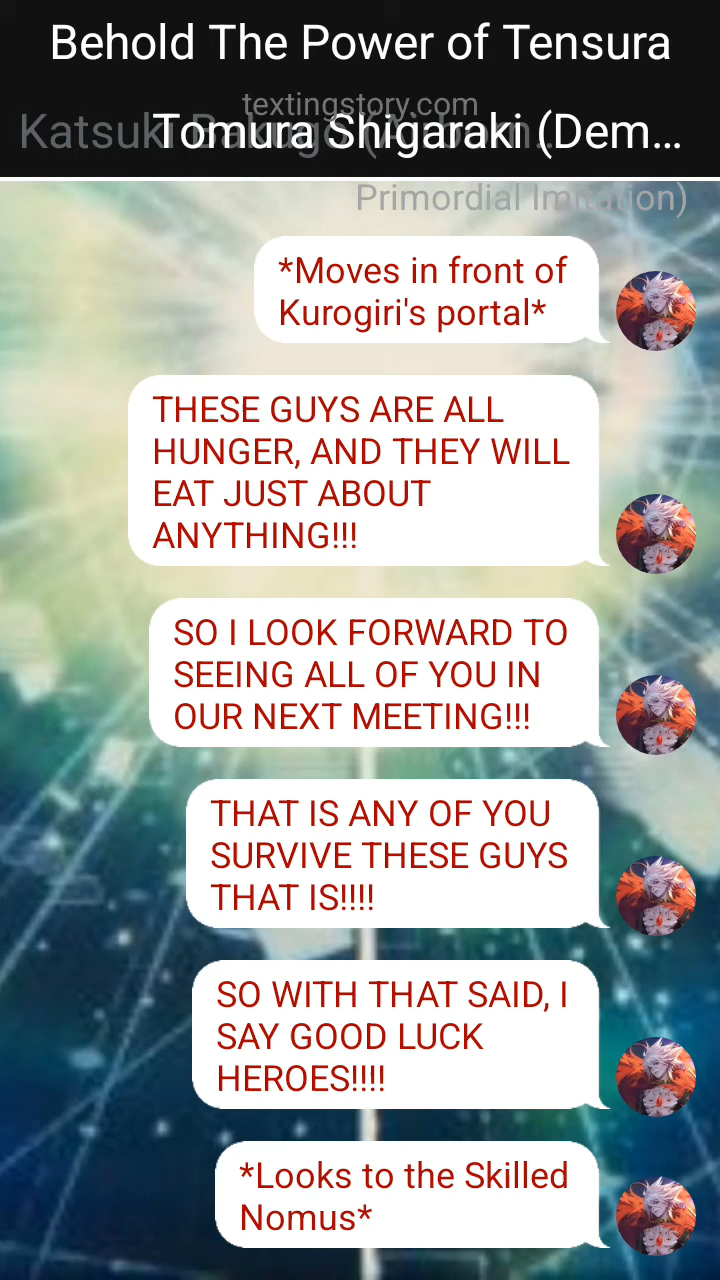 Behold The Power of Tensura
textingstory.com
Tomura Shigaraki (Dem...
Primordial Imitation)
*Moves in front of
Kurogiri's portal*
THESE GUYS ARE ALL
HUNGER, AND THEY WILL
EAT JUST ABOUT
ANYTHING!!!
SO I LOOK FORWARD TO
SEEING ALL OF YOU IN
OUR NEXT MEETING!!!
THAT IS ANY OF YOU
SURVIVE THESE GUYS
THAT IS!!!!
SO WITH THAT SAID, I
SAY GOOD LUCK
HEROES!!!!
*Looks to the Skilled
Nomus*